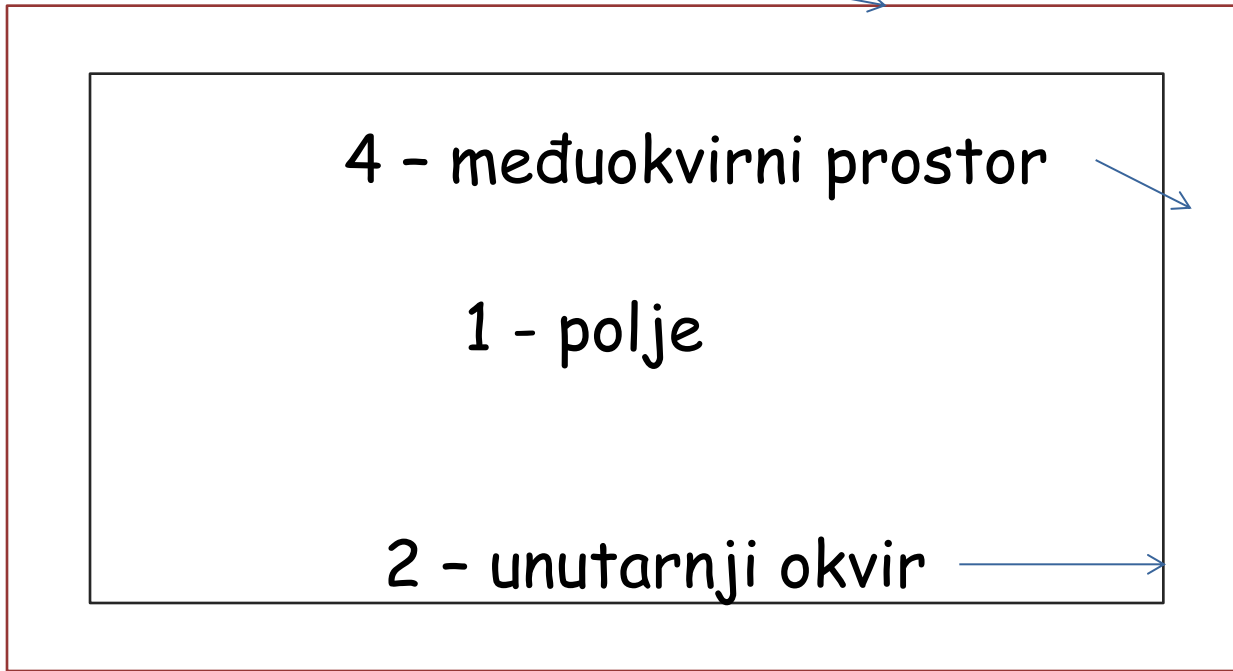 4 – međuokvirni prostor
1 - polje
2 – unutarnji okvir